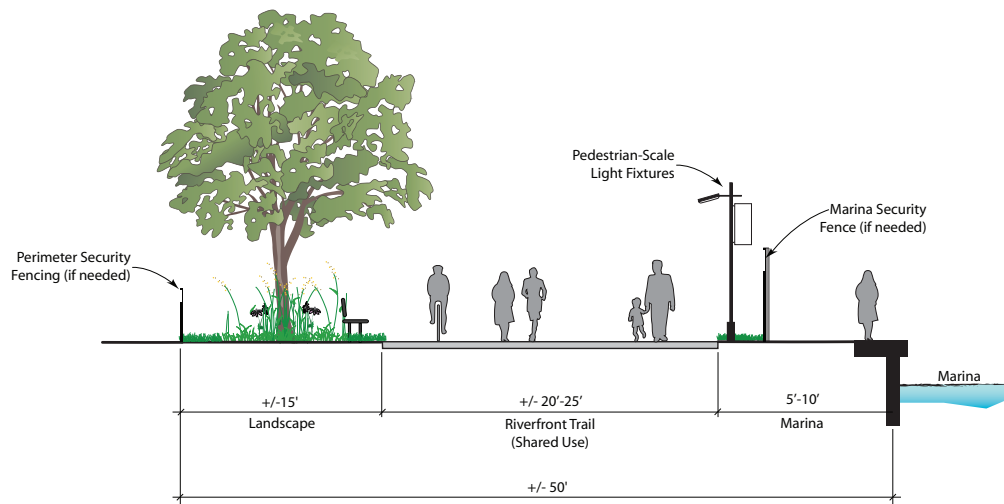 Pedestrian-Scale
Light Fixtures
Marina Security
Fence (if needed)
Perimeter Security
Fencing (if needed)
Marina
+/-15'
Landscape
+/- 20'-25'
Riverfront Trail
(Shared Use)
5'-10'
Marina
+/- 50'